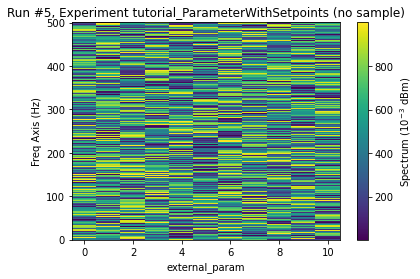 Run #5, Experiment tutorial_ParameterWithSetpoints (no sample)
500
400
300
200
100
0
Freq Axis (Hz)
0 2 4 6 8 10
external_param
800
600
400
200
Spectrum (10⁻³ dBm)